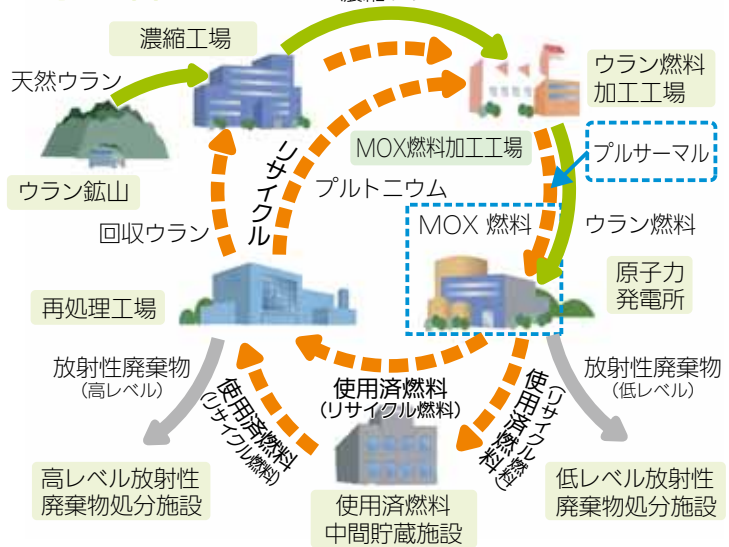 濃縮工場
天然ウラン
ウラン鉱山
ウラン燃料
加工工場
MOX燃料加工工場
プルサーマル
リサイクル
プルトニウム
回収ウラン
MOX 燃料
ウラン燃料
原子力
発電所
再処理工場
放射性廃棄物
(高レベル)
使用済燃料
(リサイクル燃料)
使用済燃料
(リサイクル燃料)
使用済燃料
(リサイクル燃料)
放射性廃棄物
(低レベル)
高レベル放射性
廃棄物処分施設
使用済燃料
中間貯蔵施設
低レベル放射性
廃棄物処分施設